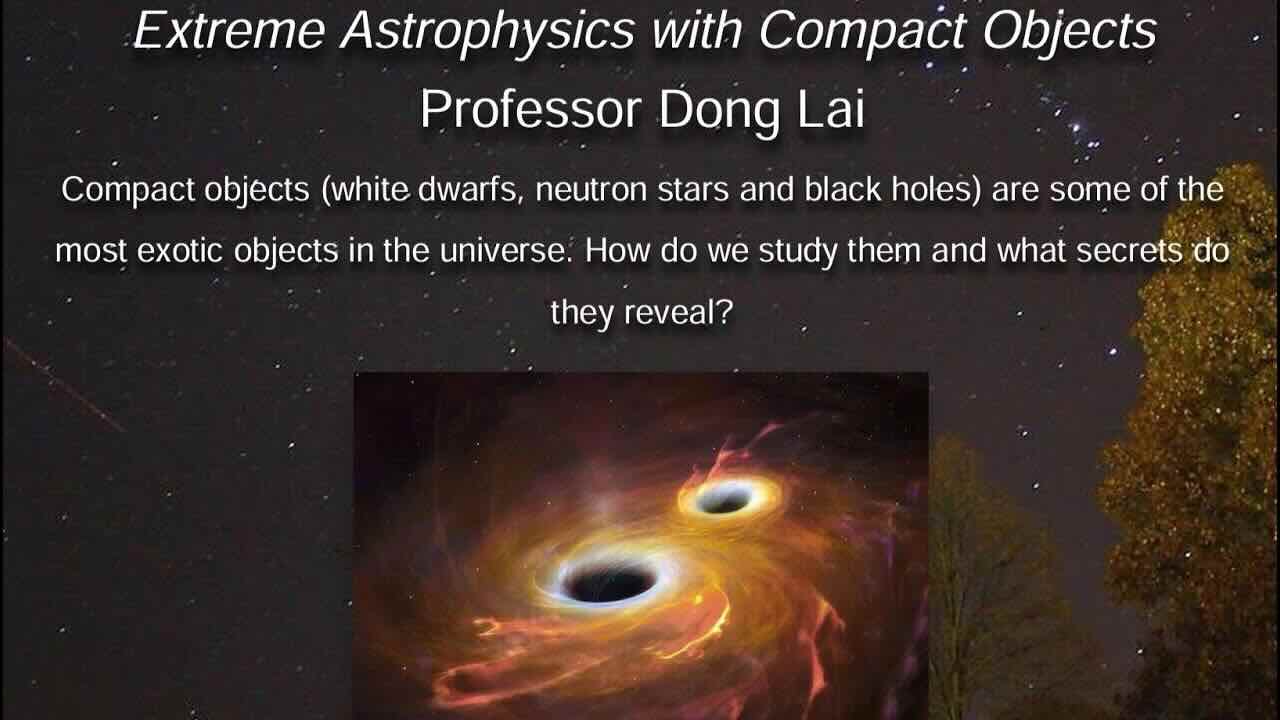 Extreme Astrophysics with Compact Objects
Professor Dong Lai
Compact objects (white dwarfs, neutron stars and black holes) are some of the
most exotic objects in the universe. How do we study them and what secrets do
they reveal?